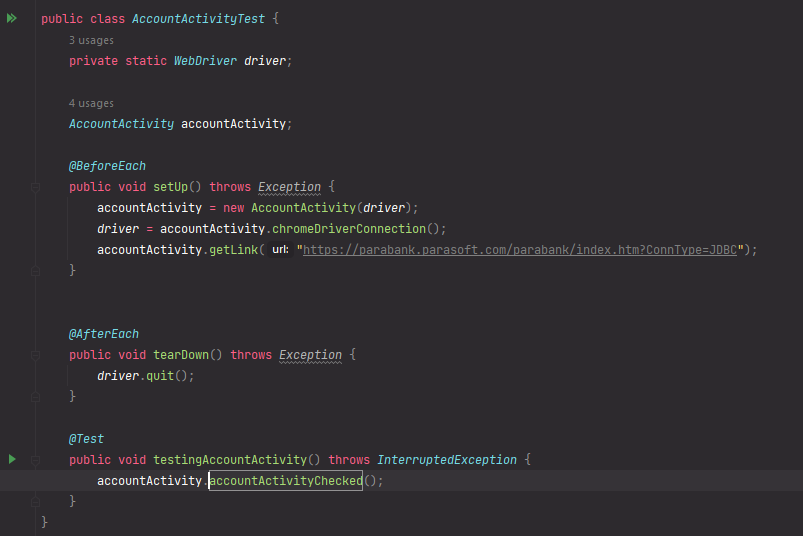 public class AccountActivityTest {
3 usages
private static WebDriver driver;
4 usages
AccountActivity accountActivity;
@BeforeEach
public void setUp() throws Exception {
accountActivity = new AccountActivity(driver);
driver = accountActivity.chromeDriverConnection();
accountActivity.getLink( url: "https://parabank.parasoft.com/parabank/index.htm?ConnType=JDBC");
}
@AfterEach
public void tearDown() throws Exception {
driver.quit();
}
@Test
public void testingAccountActivity() throws InterruptedException {
accountActivity.accountActivityChecked();
}
}